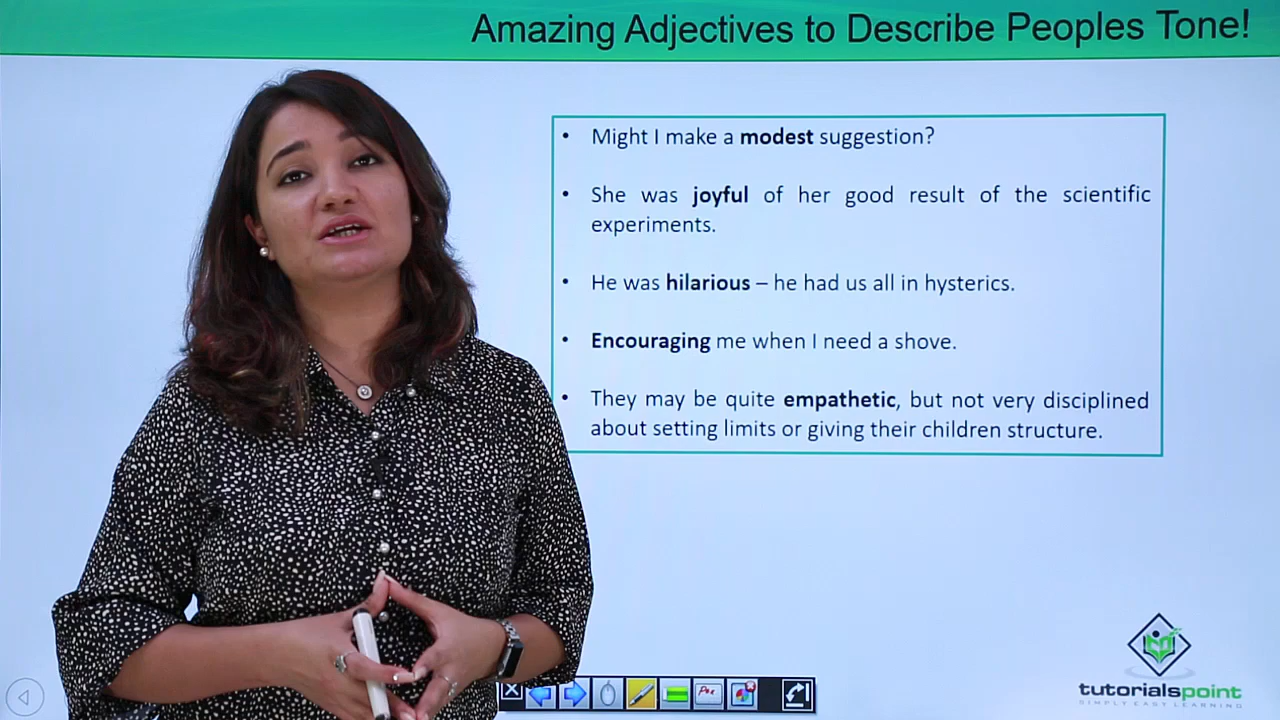 Amazing Adjectives to Describe Peoples Tone!
• Might I make a modest suggestion?
• She was joyful of her good result of the scientific
experiments.
• He was hilarious – he had us all in hysterics.
• Encouraging me when I need a shove.
• They may be quite empathetic, but not very disciplined
about setting limits or giving their children structure.
tutorialspoint
SIMPLY EASY LEARNING